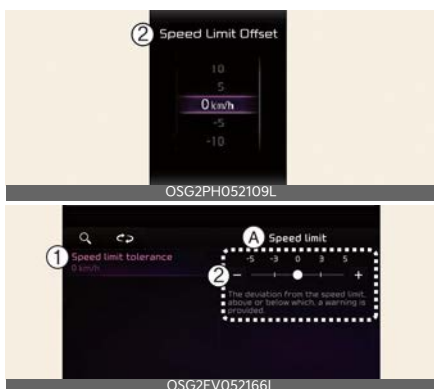 ② Speed Limit Offset
10
5
0 km/h
-5
-10
OSG2PH052109L
Ⓐ Speed limit
① Speed limit tolerance
0 km/h
-5 -3 0 3 5
② − +
The deviation from the speed limit,
above or below which, a warning is
provided.
OSG2EV052166L